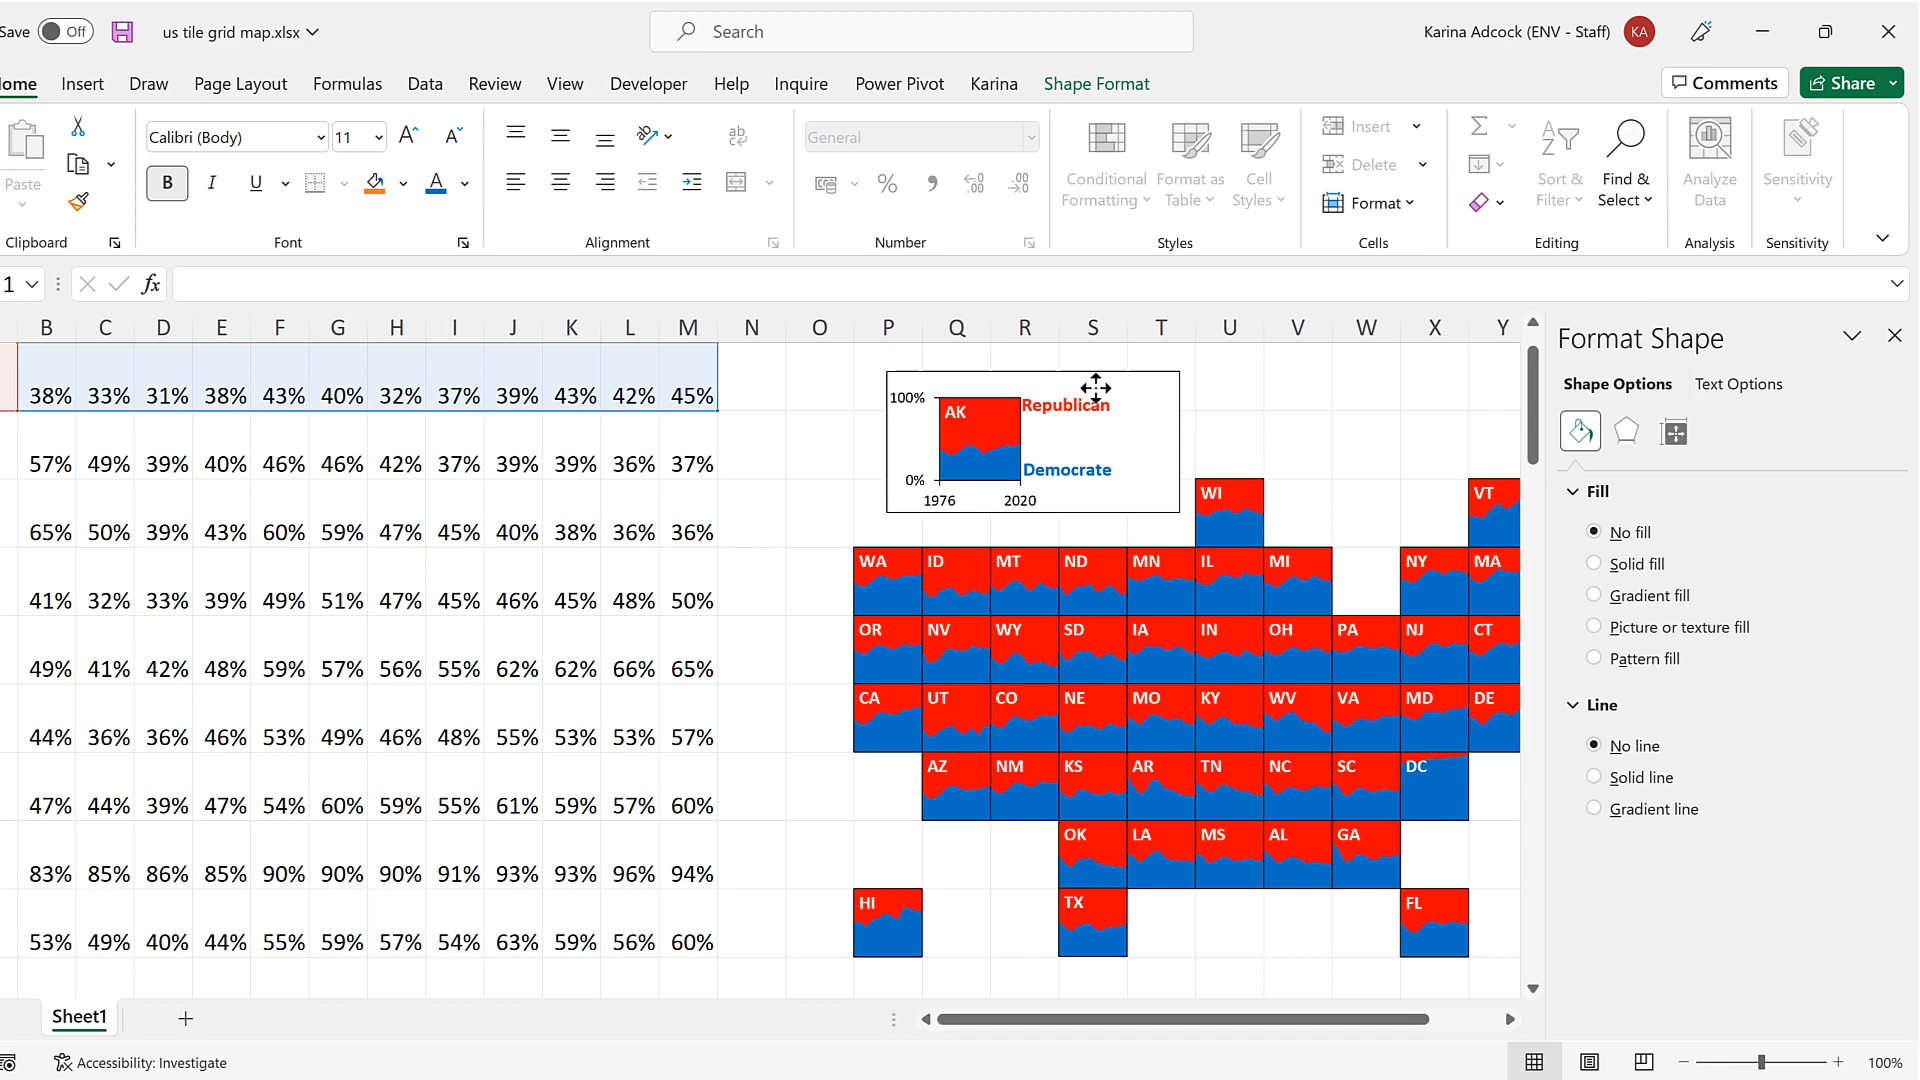 Save Off us tile grid map.xlsx Search Karina Adcock (ENV - Staff) KA
Home Insert Draw Page Layout Formulas Data Review View Developer Help Inquire Power Pivot Karina Shape Format Comments Share
Paste
Clipboard
Calibri (Body) 11
B I U
Font
ab
Alignment
General
Number
Conditional Formatting
Format as Table
Cell Styles
Styles
Insert
Delete
Format
Cells
Sort & Filter
Find & Select
Editing
Analyze Data
Analysis
Sensitivity
Sensitivity
1 fx
B C D E F G H I J K L M N O P Q R S T U V W X Y
38% 33% 31% 38% 43% 40% 32% 37% 39% 43% 42% 45%
57% 49% 39% 40% 46% 46% 42% 37% 39% 39% 36% 37%
65% 50% 39% 43% 60% 59% 47% 45% 40% 38% 36% 36%
41% 32% 33% 39% 49% 51% 47% 45% 46% 45% 48% 50%
49% 41% 42% 48% 59% 57% 56% 55% 62% 62% 66% 65%
44% 36% 36% 46% 53% 49% 46% 48% 55% 53% 53% 57%
47% 44% 39% 47% 54% 60% 59% 55% 61% 59% 57% 60%
83% 85% 86% 85% 90% 90% 90% 91% 93% 93% 96% 94%
53% 49% 40% 44% 55% 59% 57% 54% 63% 59% 56% 60%
100% AK Republican
0% Democrate
1976 2020
WI VT
WA ID MT ND MN IL MI NY MA
OR NV WY SD IA IN OH PA NJ CT
CA UT CO NE MO KY WV VA MD DE
AZ NM KS AR TN NC SC DC
OK LA MS AL GA
HI TX FL
Format Shape
Shape Options Text Options
Fill
No fill
Solid fill
Gradient fill
Picture or texture fill
Pattern fill
Line
No line
Solid line
Gradient line
Sheet1
Accessibility: Investigate 100%